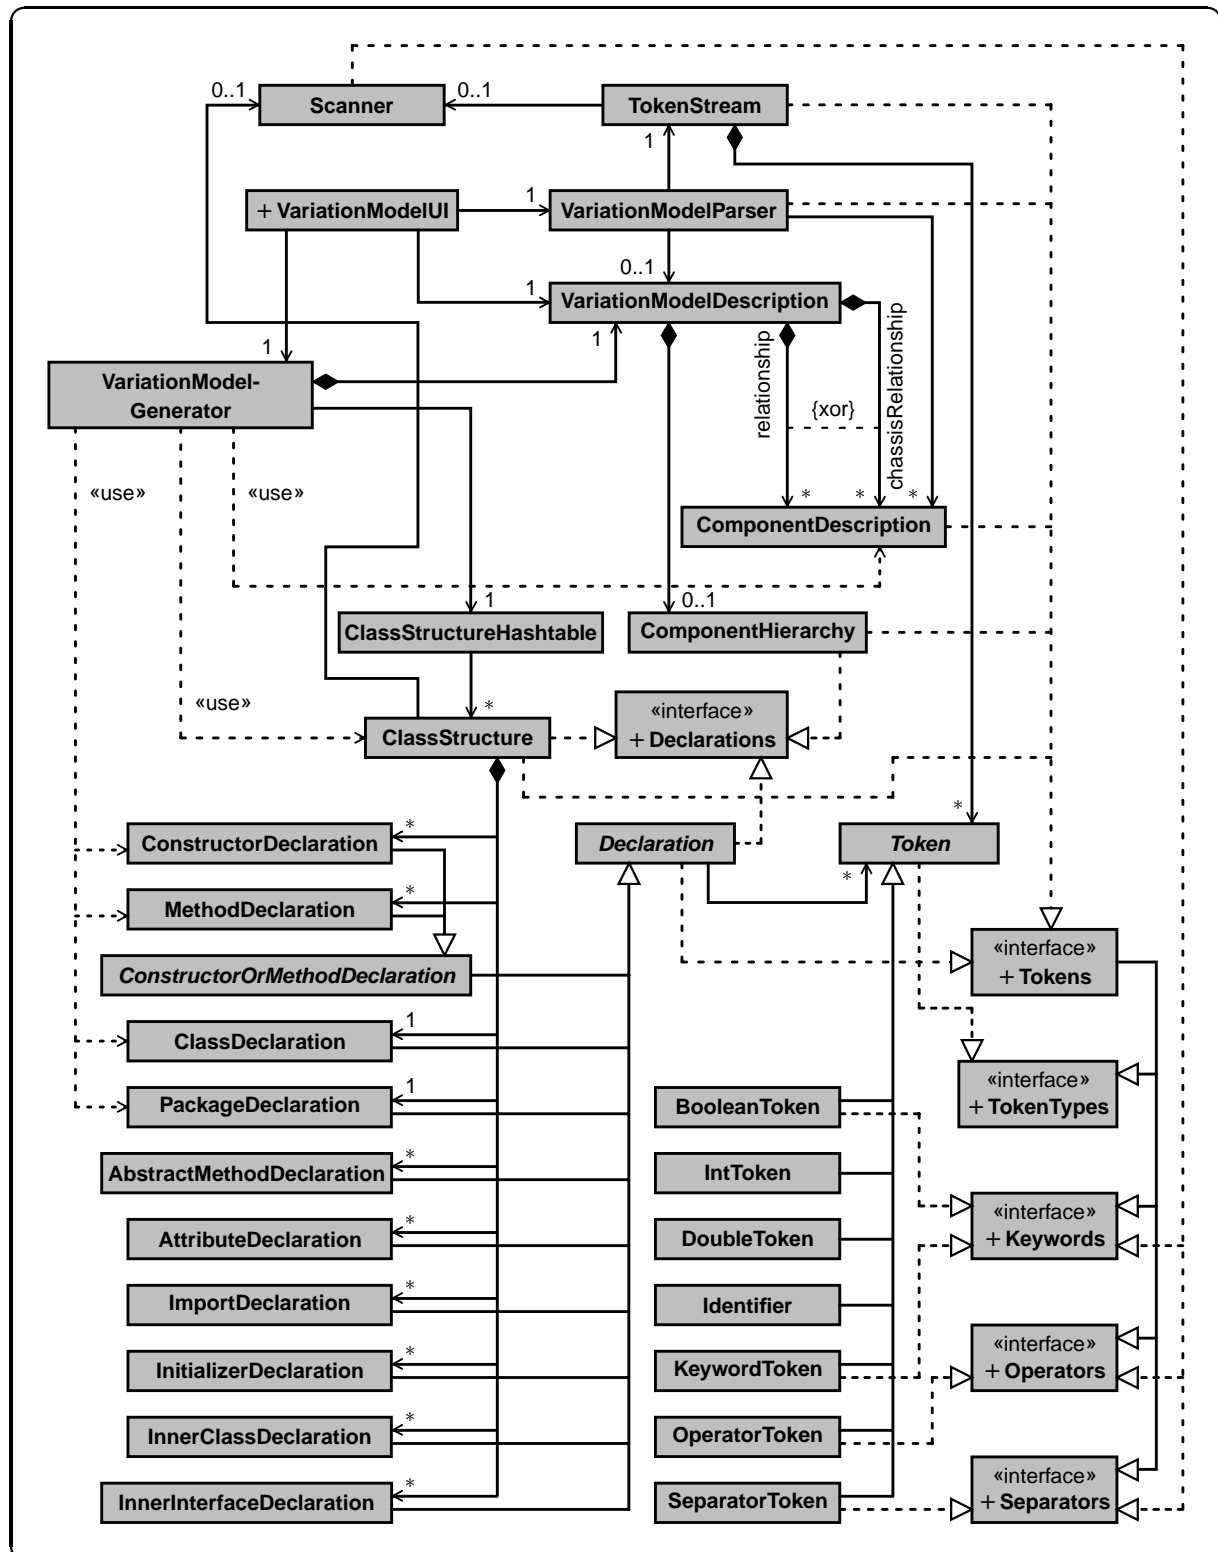 0..1
Scanner
0..1
TokenStream
1
+ VariationModelUI
1
VariationModelParser
0..1
1
VariationModelDescription
1
1
VariationModel-
Generator
relationship
{xor}
chassisRelationship
«use»
«use»
*
*
*
ComponentDescription
1
0..1
ClassStructureHashtable
ComponentHierarchy
«use»
*
ClassStructure
«interface»
+ Declarations
*
*
ConstructorDeclaration
Declaration
Token
*
*
MethodDeclaration
ConstructorOrMethodDeclaration
«interface»
+ Tokens
1
ClassDeclaration
1
PackageDeclaration
BooleanToken
«interface»
+ TokenTypes
*
AbstractMethodDeclaration
IntToken
*
AttributeDeclaration
DoubleToken
«interface»
+ Keywords
*
ImportDeclaration
Identifier
*
InitializerDeclaration
KeywordToken
«interface»
+ Operators
*
InnerClassDeclaration
OperatorToken
*
InnerInterfaceDeclaration
SeparatorToken
«interface»
+ Separators